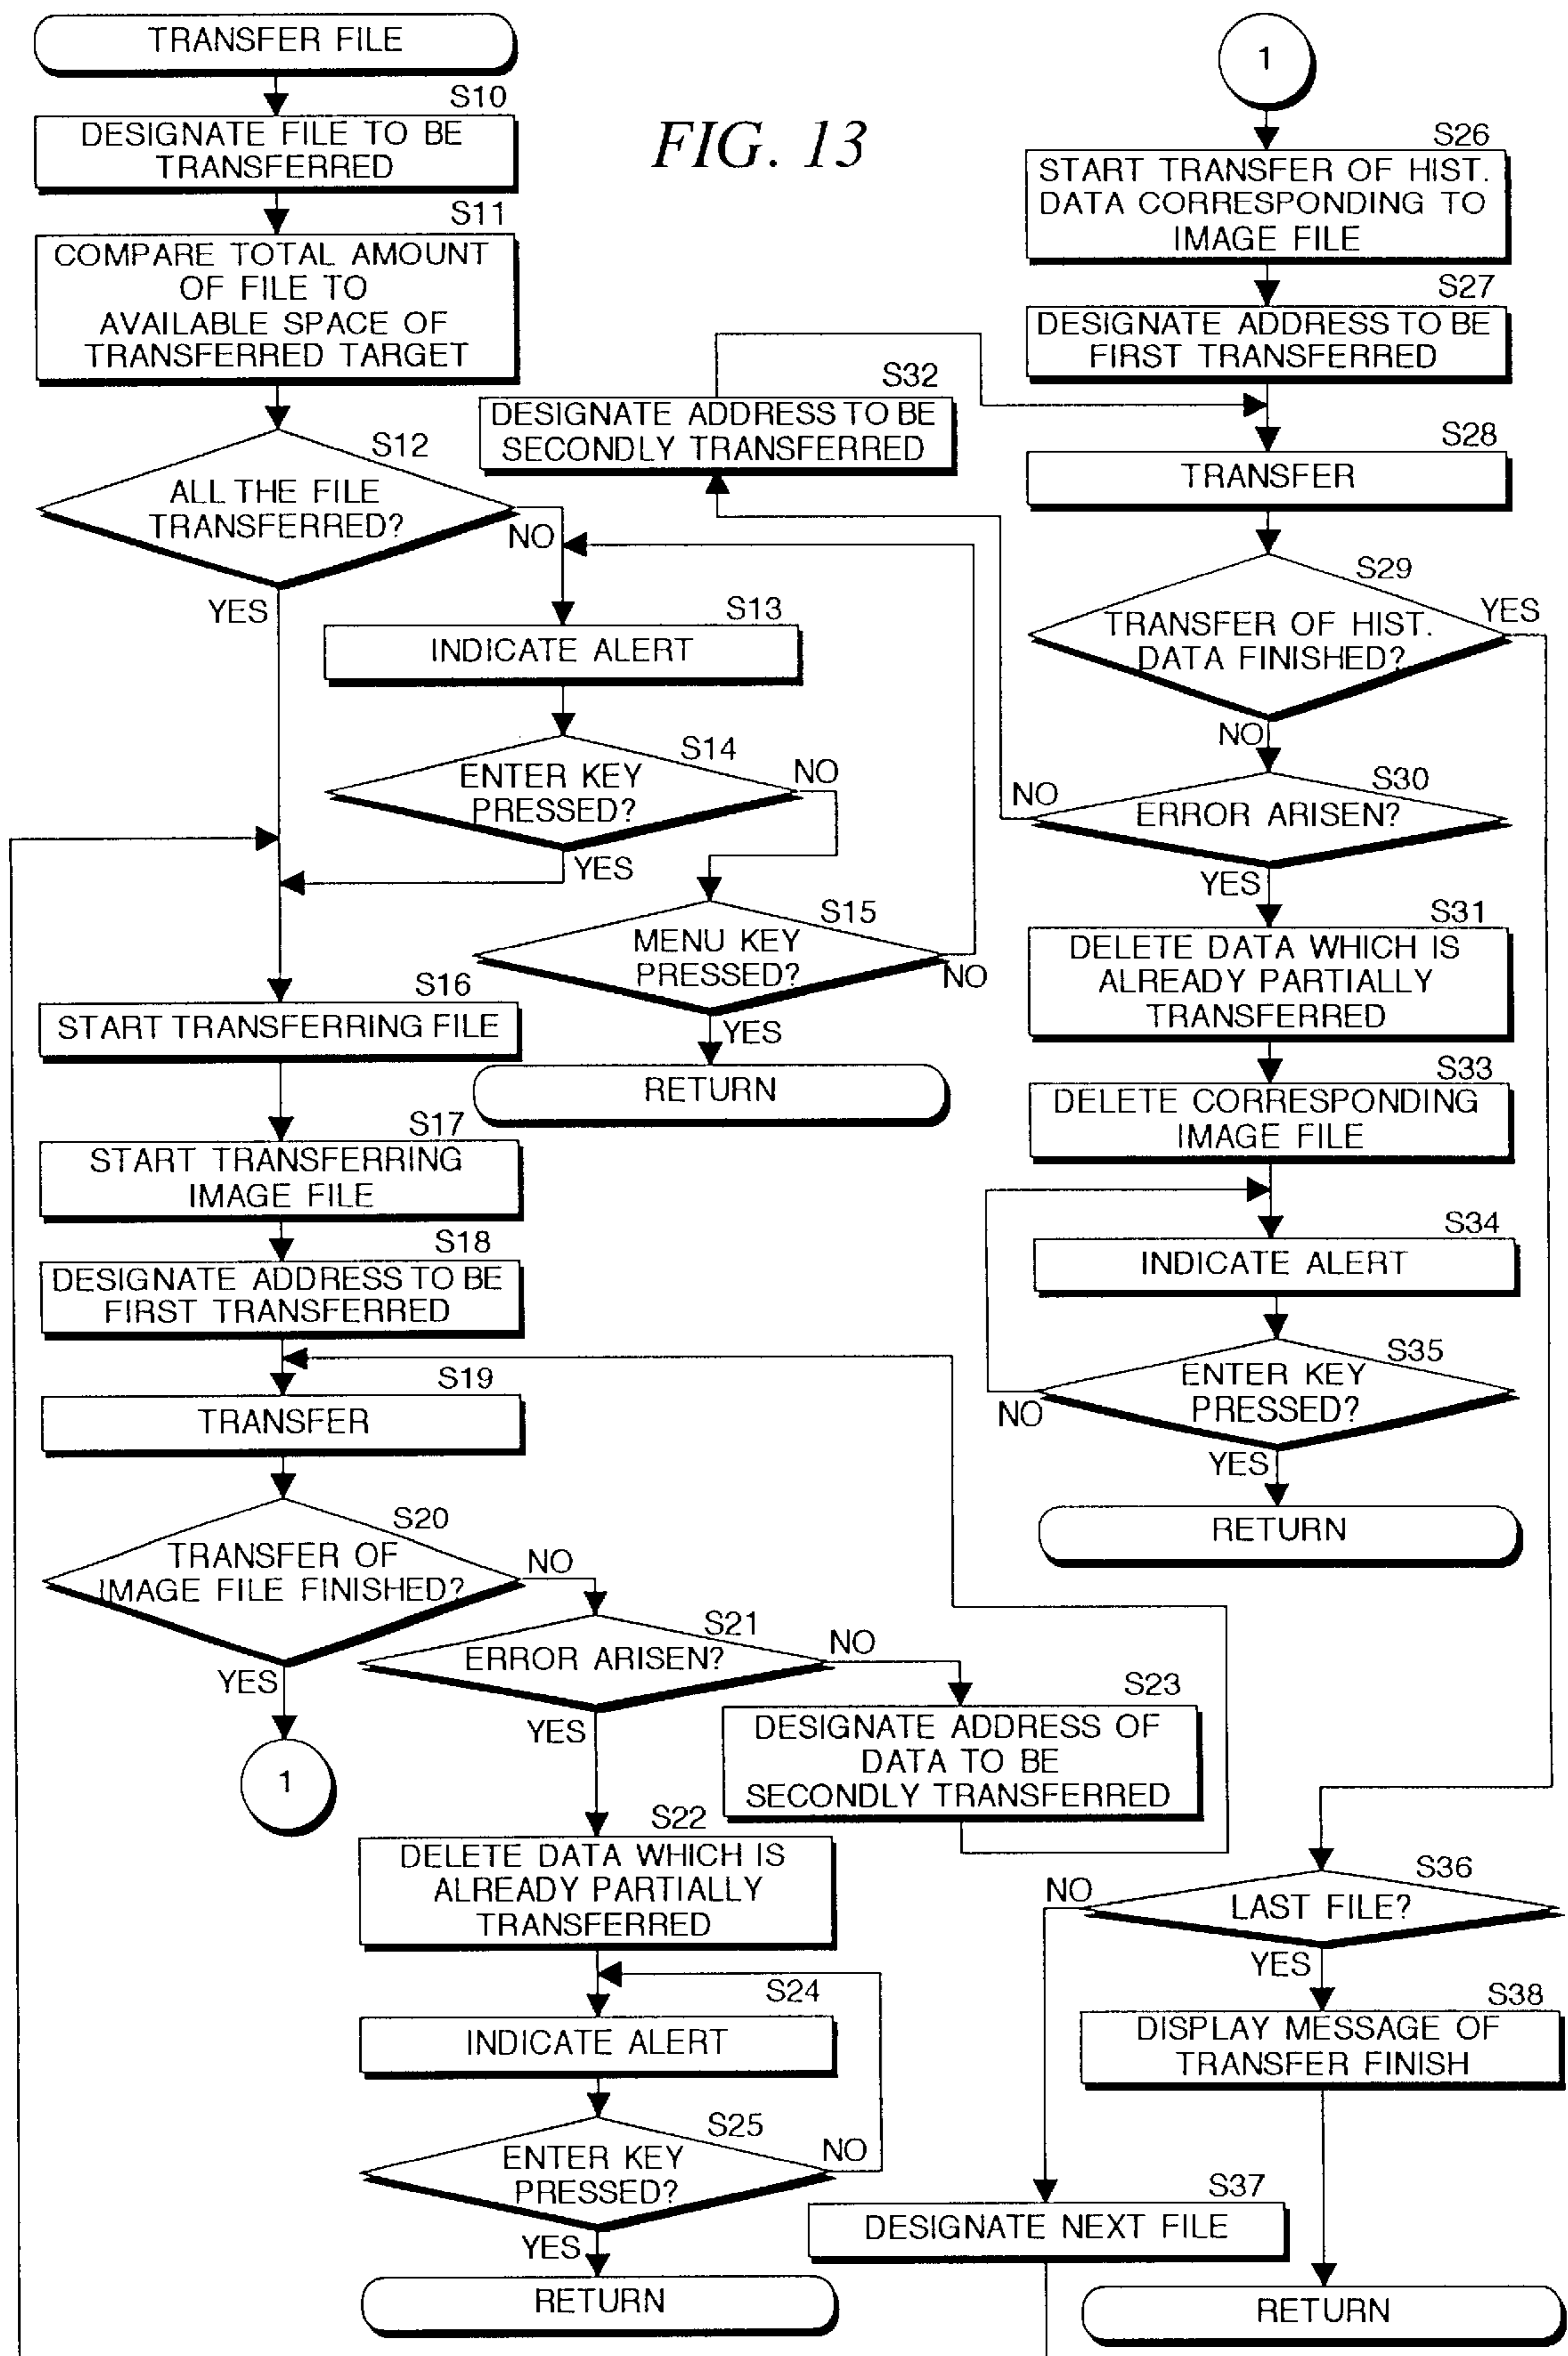 TRANSFER FILE
S10
DESIGNATE FILE TO BE
TRANSFERRED
S11
COMPARE TOTAL AMOUNT
OF FILE TO
AVAILABLE SPACE OF
TRANSFERRED TARGET
S12
ALL THE FILE
TRANSFERRED?
NO
YES
S13
INDICATE ALERT
S14
ENTER KEY
PRESSED?
NO
YES
S15
MENU KEY
PRESSED?
NO
YES
RETURN
S16
START TRANSFERRING FILE
S17
START TRANSFERRING
IMAGE FILE
S18
DESIGNATE ADDRESS TO BE
FIRST TRANSFERRED
S19
TRANSFER
S20
TRANSFER OF
IMAGE FILE FINISHED?
NO
YES
1
S21
ERROR ARISEN?
NO
YES
S23
DESIGNATE ADDRESS OF
DATA TO BE
SECONDLY TRANSFERRED
S22
DELETE DATA WHICH IS
ALREADY PARTIALLY
TRANSFERRED
S24
INDICATE ALERT
S25
ENTER KEY
PRESSED?
NO
YES
RETURN
FIG. 13
1
S26
START TRANSFER OF HIST.
DATA CORRESPONDING TO
IMAGE FILE
S27
DESIGNATE ADDRESS TO BE
FIRST TRANSFERRED
S32
DESIGNATE ADDRESS TO BE
SECONDLY TRANSFERRED
S28
TRANSFER
S29
TRANSFER OF HIST.
DATA FINISHED?
YES
NO
S30
ERROR ARISEN?
NO
YES
S31
DELETE DATA WHICH IS
ALREADY PARTIALLY
TRANSFERRED
S33
DELETE CORRESPONDING
IMAGE FILE
S34
INDICATE ALERT
S35
ENTER KEY
PRESSED?
NO
YES
RETURN
S36
LAST FILE?
NO
YES
S38
DISPLAY MESSAGE OF
TRANSFER FINISH
S37
DESIGNATE NEXT FILE
RETURN